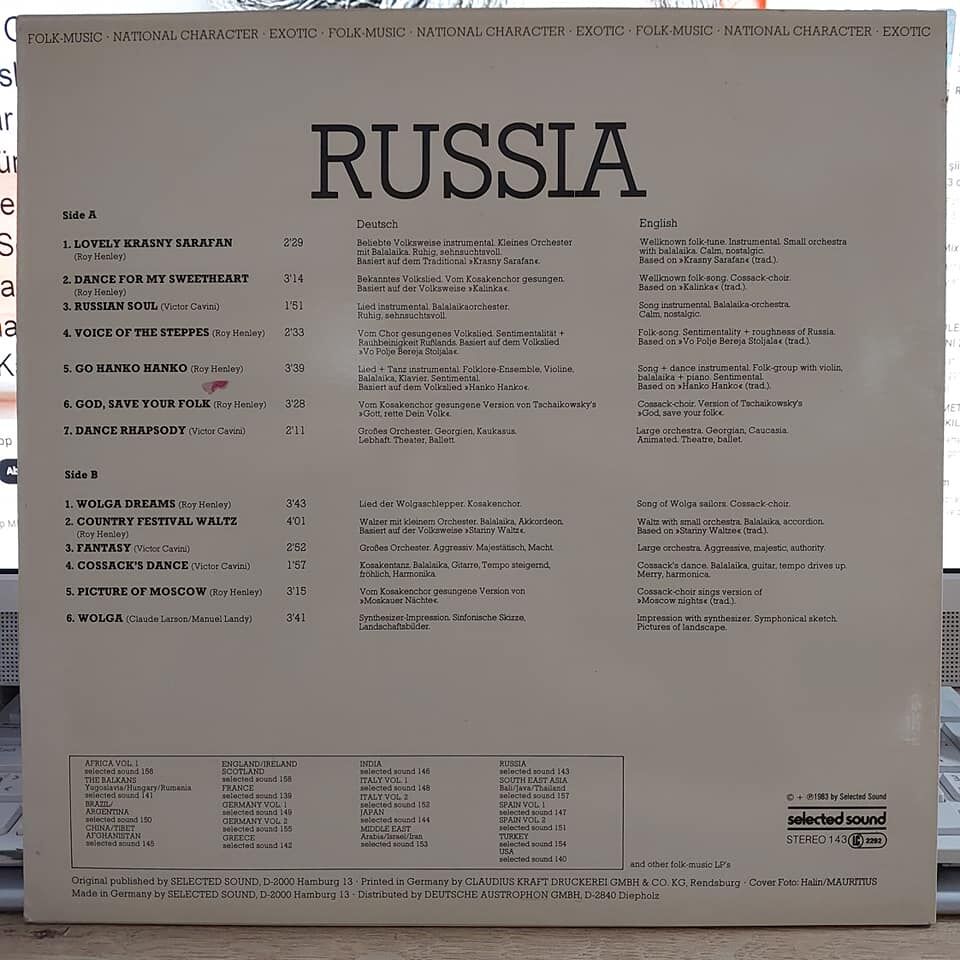 FOLK-MUSIC · NATIONAL CHARACTER · EXOTIC · FOLK-MUSIC · NATIONAL CHARACTER · EXOTIC · FOLK-MUSIC · NATIONAL CHARACTER · EXOTIC
RUSSIA
Side A
Deutsch
English
1. LOVELY KRASNY SARAFAN 2'29
(Roy Henley)
Beliebte Volksweise instrumental. Kleines Orchester
mit Balalaika. Ruhig, sehnsuchtsvoll.
Basiert auf dem Traditional »Krasny Sarafan«.
Wellknown folk-tune. Instrumental. Small orchestra
with balalaika. Calm, nostalgic.
Based on »Krasny Sarafan« (trad.).
2. DANCE FOR MY SWEETHEART 3'14
(Roy Henley)
Bekanntes Volkslied. Vom Kosakenchor gesungen.
Basiert auf der Volksweise »Kalinka«.
Wellknown folk-song. Cossack-choir.
Based on »Kalinka« (trad.).
3. RUSSIAN SOUL (Victor Cavini) 1'51
Lied instrumental. Balalaikaorchester.
Ruhig, sehnsuchtsvoll.
Song instrumental. Balalaika-orchestra.
Calm, nostalgic.
4. VOICE OF THE STEPPES (Roy Henley) 2'33
Vom Chor gesungenes Volkslied. Sentimentalität +
Rauhbeinigkeit Rußlands. Basiert auf dem Volkslied
»Vo Polje Bereja Stoljala«.
Folk-song. Sentimentality + roughness of Russia.
Based on »Vo Polje Bereja Stoljala« (trad.).
5. GO HANKO HANKO (Roy Henley) 3'39
Lied + Tanz instrumental. Folklore-Ensemble, Violine,
Balalaika, Klavier. Sentimental.
Basiert auf dem Volkslied »Hanko Hanko«.
Song + dance instrumental. Folk-group with violin,
balalaika + piano. Sentimental.
Based on »Hanko Hanko« (trad.).
6. GOD, SAVE YOUR FOLK (Roy Henley) 3'28
Vom Kosakenchor gesungene Version von Tschaikowsky's
»Gott, rette Dein Volk«.
Cossack-choir. Version of Tschaikowsky's
»God, save your folk«.
7. DANCE RHAPSODY (Victor Cavini) 2'11
Großes Orchester. Georgien, Kaukasus.
Lebhaft. Theater, Ballett.
Large orchestra. Georgian, Caucasia.
Animated. Theatre, ballet.
Side B
1. WOLGA DREAMS (Roy Henley) 3'43
Lied der Wolgaschlepper. Kosakenchor.
Song of Wolga sailors. Cossack-choir.
2. COUNTRY FESTIVAL WALTZ 4'01
(Roy Henley)
Walzer mit kleinem Orchester. Balalaika, Akkordeon.
Basiert auf der Volksweise »Stariny Waltz«.
Waltz with small orchestra. Balalaika, accordion.
Based on »Stariny Waltze« (trad.).
3. FANTASY (Victor Cavini) 2'52
Großes Orchester. Aggressiv. Majestätisch, Macht.
Large orchestra. Aggressive, majestic, authority.
4. COSSACK'S DANCE (Victor Cavini) 1'57
Kosakentanz. Balalaika, Gitarre, Tempo steigernd,
fröhlich, Harmonika.
Cossack's dance. Balalaika, guitar, tempo drives up.
Merry, harmonica.
5. PICTURE OF MOSCOW (Roy Henley) 3'15
Vom Kosakenchor gesungene Version von
»Moskauer Nächte«.
Cossack-choir sings version of
»Moscow nights« (trad.).
6. WOLGA (Claude Larson/Manuel Landy) 3'41
Synthesizer-Impression. Sinfonische Skizze,
Landschaftsbilder.
Impression with synthesizer. Symphonical sketch.
Pictures of landscape.
AFRICA VOL. 1
selected sound 156
THE BALKANS
Yugoslavia/Hungary/Rumania
selected sound 141
BRAZIL/
ARGENTINA
selected sound 150
CHINA/TIBET
AFGHANISTAN
selected sound 145
ENGLAND/IRELAND
SCOTLAND
selected sound 158
FRANCE
selected sound 139
GERMANY VOL. 1
selected sound 149
GERMANY VOL. 2
selected sound 155
GREECE
selected sound 142
INDIA
selected sound 146
ITALY VOL. 1
selected sound 148
ITALY VOL. 2
selected sound 152
JAPAN
selected sound 144
MIDDLE EAST
Arabia/Israel/Iran
selected sound 153
RUSSIA
selected sound 143
SOUTH EAST ASIA
Bali/Java/Thailand
selected sound 157
SPAIN VOL. 1
selected sound 147
SPAIN VOL. 2
selected sound 151
TURKEY
selected sound 154
USA
selected sound 140
and other folk-music LP's
© + ℗1983 by Selected Sound
selected sound
STEREO 143 LC 2292
Original published by SELECTED SOUND, D-2000 Hamburg 13 · Printed in Germany by CLAUDIUS KRAFT DRUCKEREI GMBH & CO. KG, Rendsburg · Cover Foto: Halin/MAURITIUS
Made in Germany by SELECTED SOUND, D-2000 Hamburg 13 · Distributed by DEUTSCHE AUSTROPHON GMBH, D-2840 Diepholz